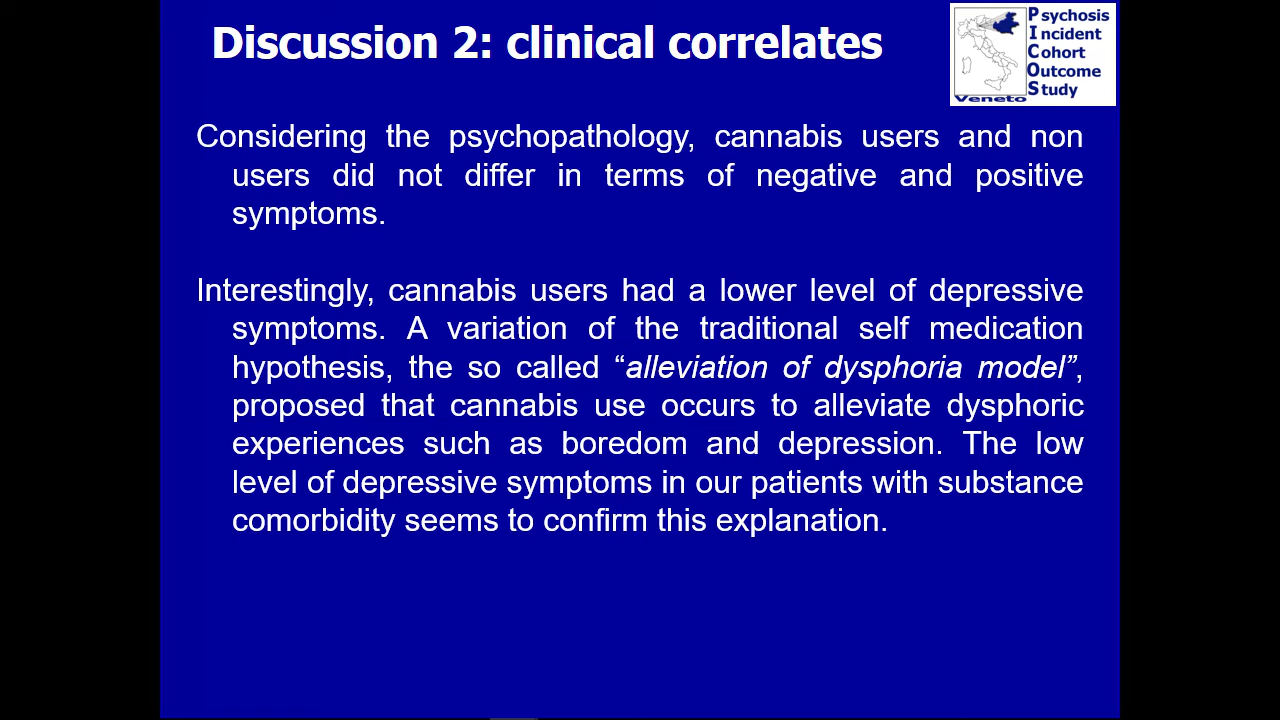 Discussion 2: clinical correlates
Psychosis
Incident
Cohort
Outcome
Study
Veneto
Considering the psychopathology, cannabis users and non
users did not differ in terms of negative and positive
symptoms.
Interestingly, cannabis users had a lower level of depressive
symptoms. A variation of the traditional self medication
hypothesis, the so called “alleviation of dysphoria model”,
proposed that cannabis use occurs to alleviate dysphoric
experiences such as boredom and depression. The low
level of depressive symptoms in our patients with substance
comorbidity seems to confirm this explanation.